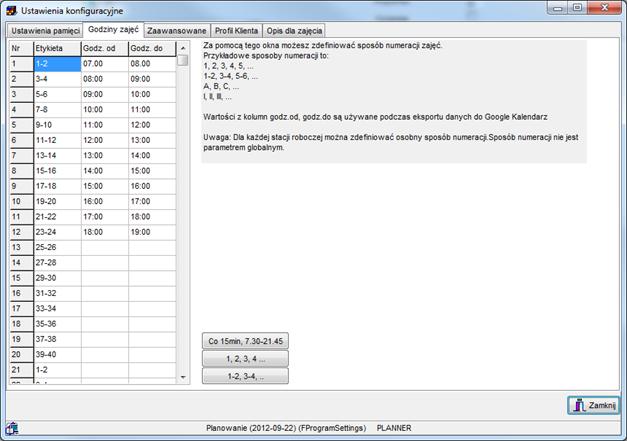 Ustawienia konfiguracyjne
Ustawienia pamięci Godziny zajęć Zaawansowane Profil Klienta Opis dla zajęcia
Nr Etykieta Godz. od Godz. do
1 1-2 07.00 08.00
2 3-4 08:00 09:00
3 5-6 09:00 10:00
4 7-8 10:00 11:00
5 9-10 11:00 12:00
6 11-12 12:00 13:00
7 13-14 13:00 14:00
8 15-16 14:00 15:00
9 17-18 15:00 16:00
10 19-20 16:00 17:00
11 21-22 17:00 18:00
12 23-24 18:00 19:00
13 25-26
14 27-28
15 29-30
16 31-32
17 33-34
18 35-36
19 37-38
20 39-40
21 1-2
Za pomocą tego okna możesz zdefiniować sposób numeracji zajęć.
Przykładowe sposoby numeracji to:
1, 2, 3, 4, 5, ...
1-2, 3-4, 5-6, ...
A, B, C, ...
I, II, III, ...
Wartości z kolumn godz.od, godz.do są używane podczas eksportu danych do Google Kalendarz
Uwaga: Dla każdej stacji roboczej można zdefiniować osobny sposób numeracji.Sposób numeracji nie jest
parametrem globalnym.
Co 15min, 7.30-21.45
1, 2, 3, 4 ...
1-2, 3-4, ..
Zamknij
Planowanie (2012-09-22) (FProgramSettings) PLANNER